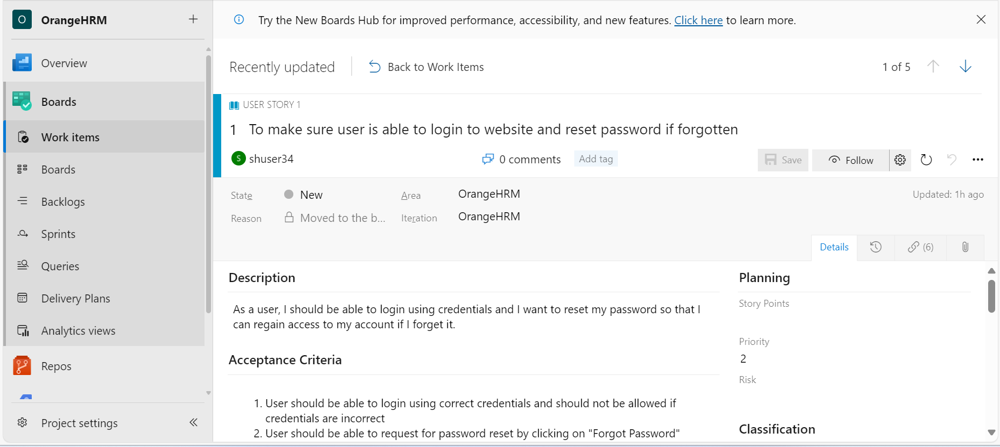 O OrangeHRM
Overview
Boards
Work items
Boards
Backlogs
Sprints
Queries
Delivery Plans
Analytics views
Repos
Project settings
Try the New Boards Hub for improved performance, accessibility, and new features. Click here to learn more.
Recently updated
Back to Work Items
1 of 5
USER STORY 1
1 To make sure user is able to login to website and reset password if forgotten
S shuser34
0 comments
Add tag
Save
Follow
State
New
Area
OrangeHRM
Updated: 1h ago
Reason
Moved to the b...
Iteration
OrangeHRM
Details
(6)
Description
As a user, I should be able to login using credentials and I want to reset my password so that I
can regain access to my account if I forget it.
Acceptance Criteria
1. User should be able to login using correct credentials and should not be allowed if
credentials are incorrect
2. User should be able to request for password reset by clicking on "Forgot Password"
Planning
Story Points
Priority
2
Risk
Classification